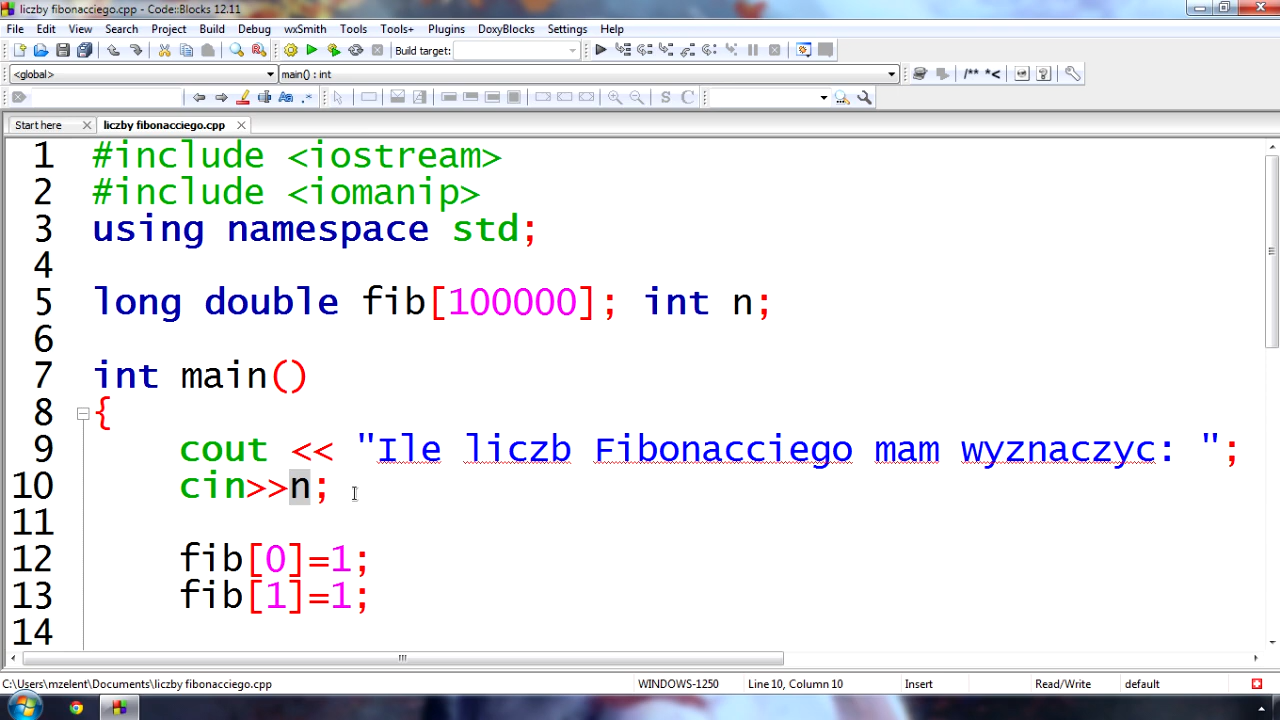 liczby fibonacciego.cpp - Code::Blocks 12.11
File Edit View Search Project Build Debug wxSmith Tools Tools+ Plugins DoxyBlocks Settings Help
Build target:
<global> main() : int /** *<
Start here liczby fibonacciego.cpp
1 #include <iostream>
2 #include <iomanip>
3 using namespace std;
4
5 long double fib[100000]; int n;
6
7 int main()
8 {
9 cout << "Ile liczb Fibonacciego mam wyznaczyc: ";
10 cin>>n;
11
12 fib[0]=1;
13 fib[1]=1;
14
C:\Users\mzelent\Documents\liczby fibonacciego.cpp WINDOWS-1250 Line 10, Column 10 Insert Read/Write default